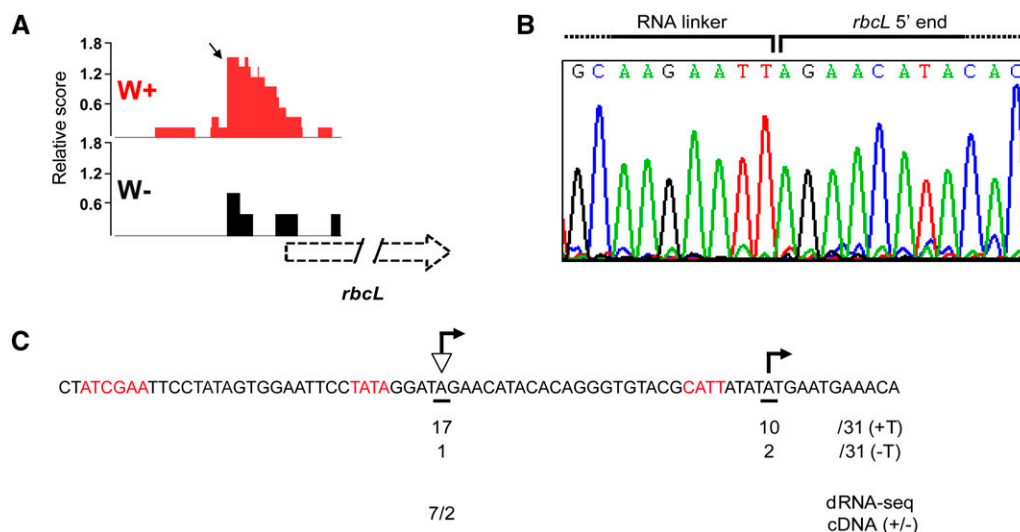 A
1.8
1.2
0.6
W+
Relative score
1.8
1.2
0.6
W-
rbcL
B
RNA linker
rbcL 5' end
G C A A G A A T T A G A A C A T A C A C
C
CTATCGAATTCCTATAGTGGAATTCCTATAGGATAGAACATACACAGGGTGTACGCATTATATATGAATGAAACA
17 10 /31 (+T)
1 2 /31 (-T)
7/2 dRNA-seq
cDNA (+/-)